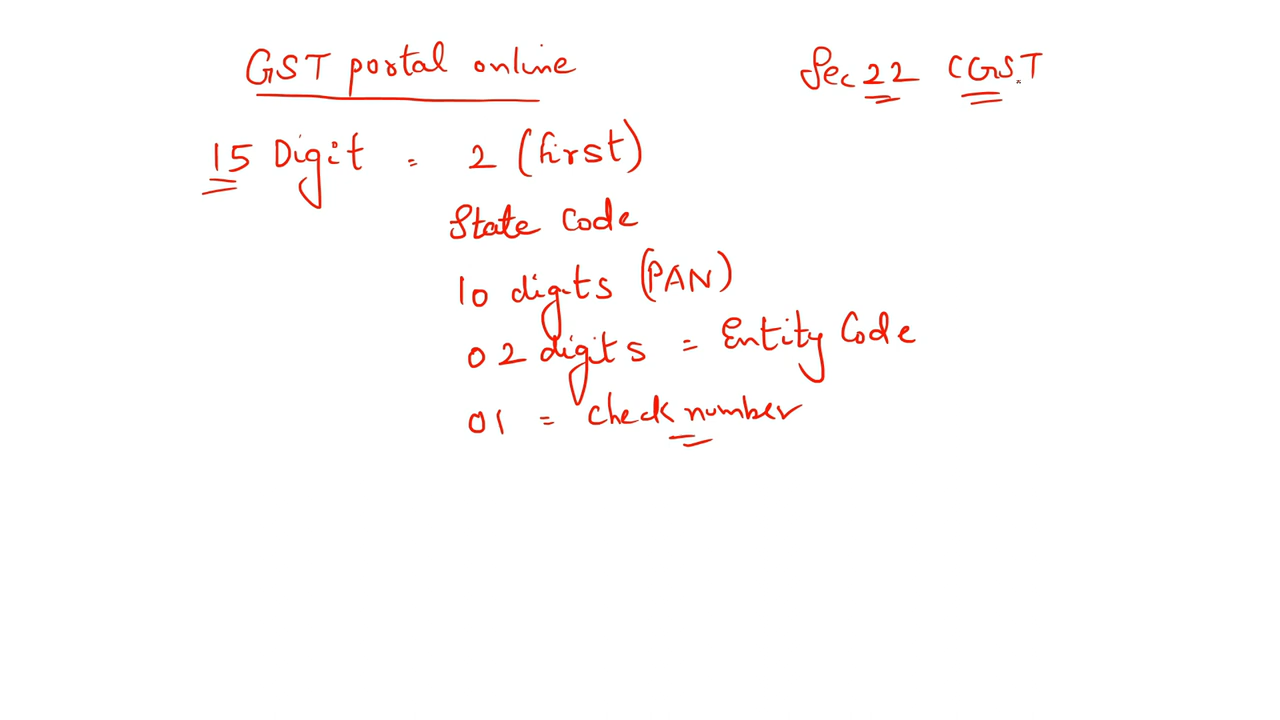 GST portal online
Sec 22 CGST
15 Digit = 2 (first)
State Code
10 digits (PAN)
02 digits = Entity Code
01 = check number